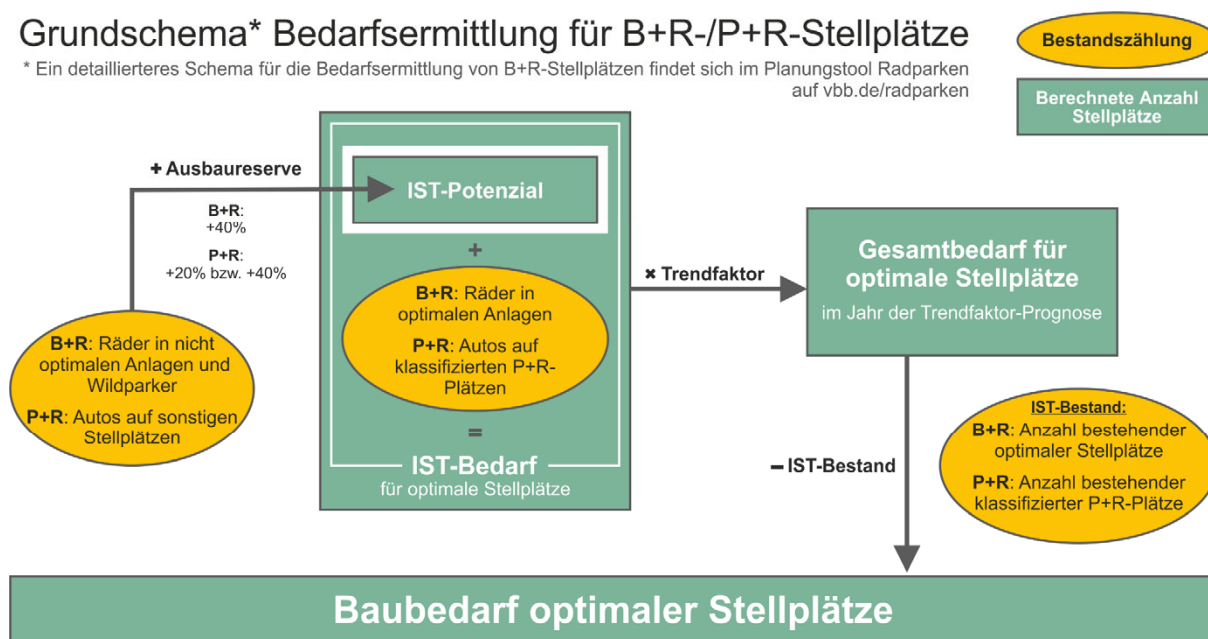 Grundschema* Bedarfsermittlung für B+R-/P+R-Stellplätze
* Ein detaillierteres Schema für die Bedarfsermittlung von B+R-Stellplätzen findet sich im Planungstool Radparken
auf vbb.de/radparken
Bestandszählung
Berechnete Anzahl
Stellplätze
+ Ausbaureserve
B+R:
+40%
P+R:
+20% bzw. +40%
B+R: Räder in nicht
optimalen Anlagen und
Wildparker
P+R: Autos auf sonstigen
Stellplätzen
IST-Potenzial
+
B+R: Räder in
optimalen Anlagen
P+R: Autos auf
klassifizierten P+R-
Plätzen
=
IST-Bedarf
für optimale Stellplätze
× Trendfaktor
Gesamtbedarf für
optimale Stellplätze
im Jahr der Trendfaktor-Prognose
– IST-Bestand
IST-Bestand:
B+R: Anzahl bestehender
optimaler Stellplätze
P+R: Anzahl bestehender
klassifizierter P+R-Plätze
Baubedarf optimaler Stellplätze